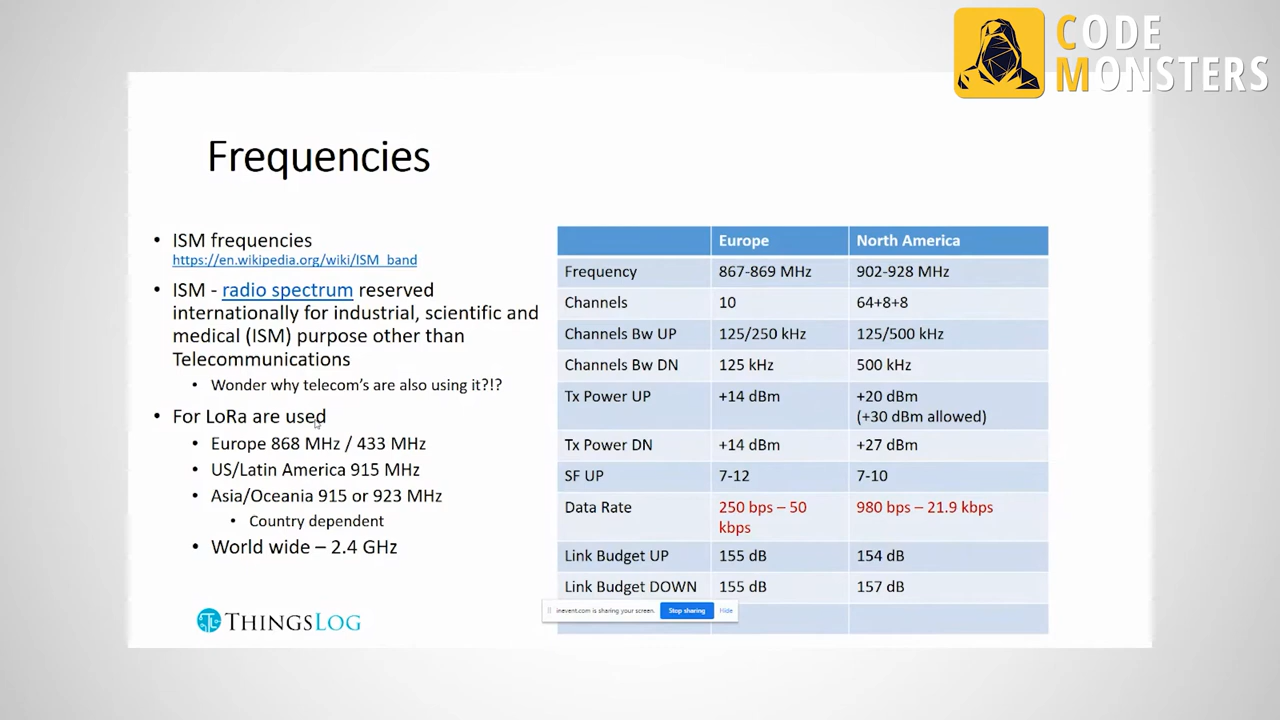 CODE
MONSTERS
Frequencies
• ISM frequencies
https://en.wikipedia.org/wiki/ISM_band
• ISM - radio spectrum reserved
internationally for industrial, scientific and
medical (ISM) purpose other than
Telecommunications
• Wonder why telecom's are also using it?!?
• For LoRa are used
• Europe 868 MHz / 433 MHz
• US/Latin America 915 MHz
• Asia/Oceania 915 or 923 MHz
• Country dependent
• World wide – 2.4 GHz
THINGSLOG
Europe North America
Frequency 867-869 MHz 902-928 MHz
Channels 10 64+8+8
Channels Bw UP 125/250 kHz 125/500 kHz
Channels Bw DN 125 kHz 500 kHz
Tx Power UP +14 dBm +20 dBm
(+30 dBm allowed)
Tx Power DN +14 dBm +27 dBm
SF UP 7-12 7-10
Data Rate 250 bps – 50 980 bps – 21.9 kbps
kbps
Link Budget UP 155 dB 154 dB
Link Budget DOWN 155 dB 157 dB
inevent.com is sharing your screen. Stop sharing Hide